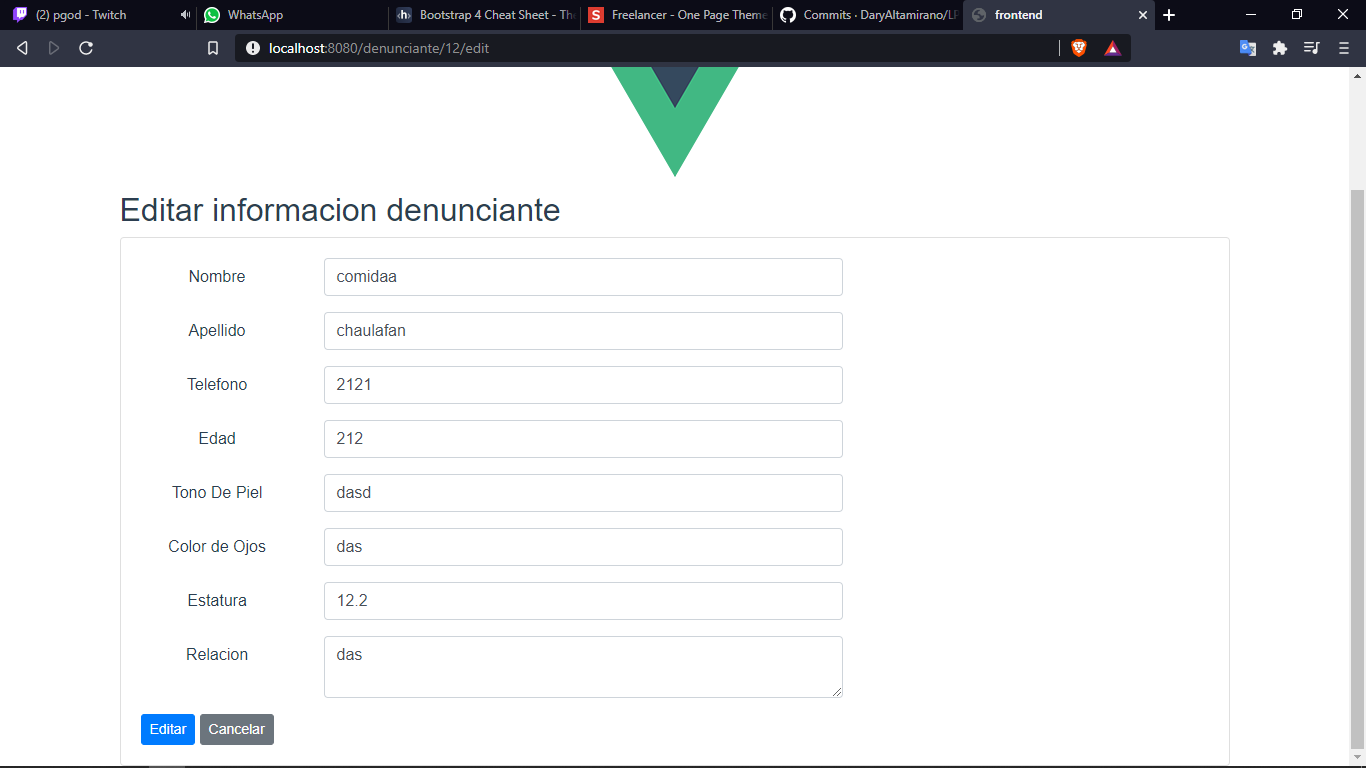 (2) pgod - Twitch
WhatsApp
Bootstrap 4 Cheat Sheet - Th
Freelancer - One Page Theme
Commits · DaryAltamirano/LP
frontend
localhost:8080/denunciante/12/edit
Editar informacion denunciante
Nombre comidaa
Apellido chaulafan
Telefono 2121
Edad 212
Tono De Piel dasd
Color de Ojos das
Estatura 12.2
Relacion das
Editar Cancelar